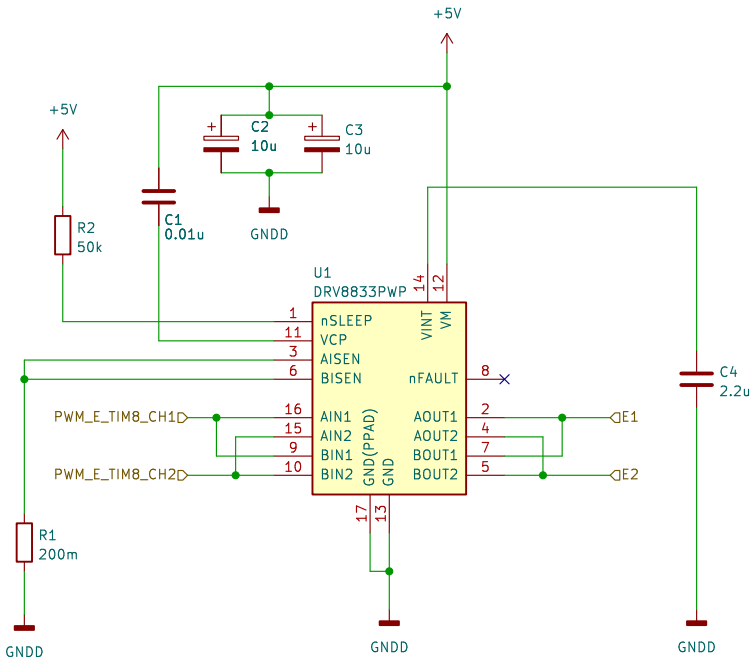 +5V
+5V
+
C2
10u
+
C3
10u
C1
0.01u
GNDD
R2
50k
U1
DRV8833PWP
14
12
VINT
VM
1
nSLEEP
11
VCP
3
AISEN
6
BISEN
nFAULT
8
C4
2.2u
PWM_E_TIM8_CH1
16
AIN1
AOUT1
2
E1
15
AIN2
AOUT2
4
9
BIN1
BOUT1
7
PWM_E_TIM8_CH2
10
BIN2
BOUT2
5
E2
GND(PPAD)
GND
17
13
R1
200m
GNDD
GNDD
GNDD